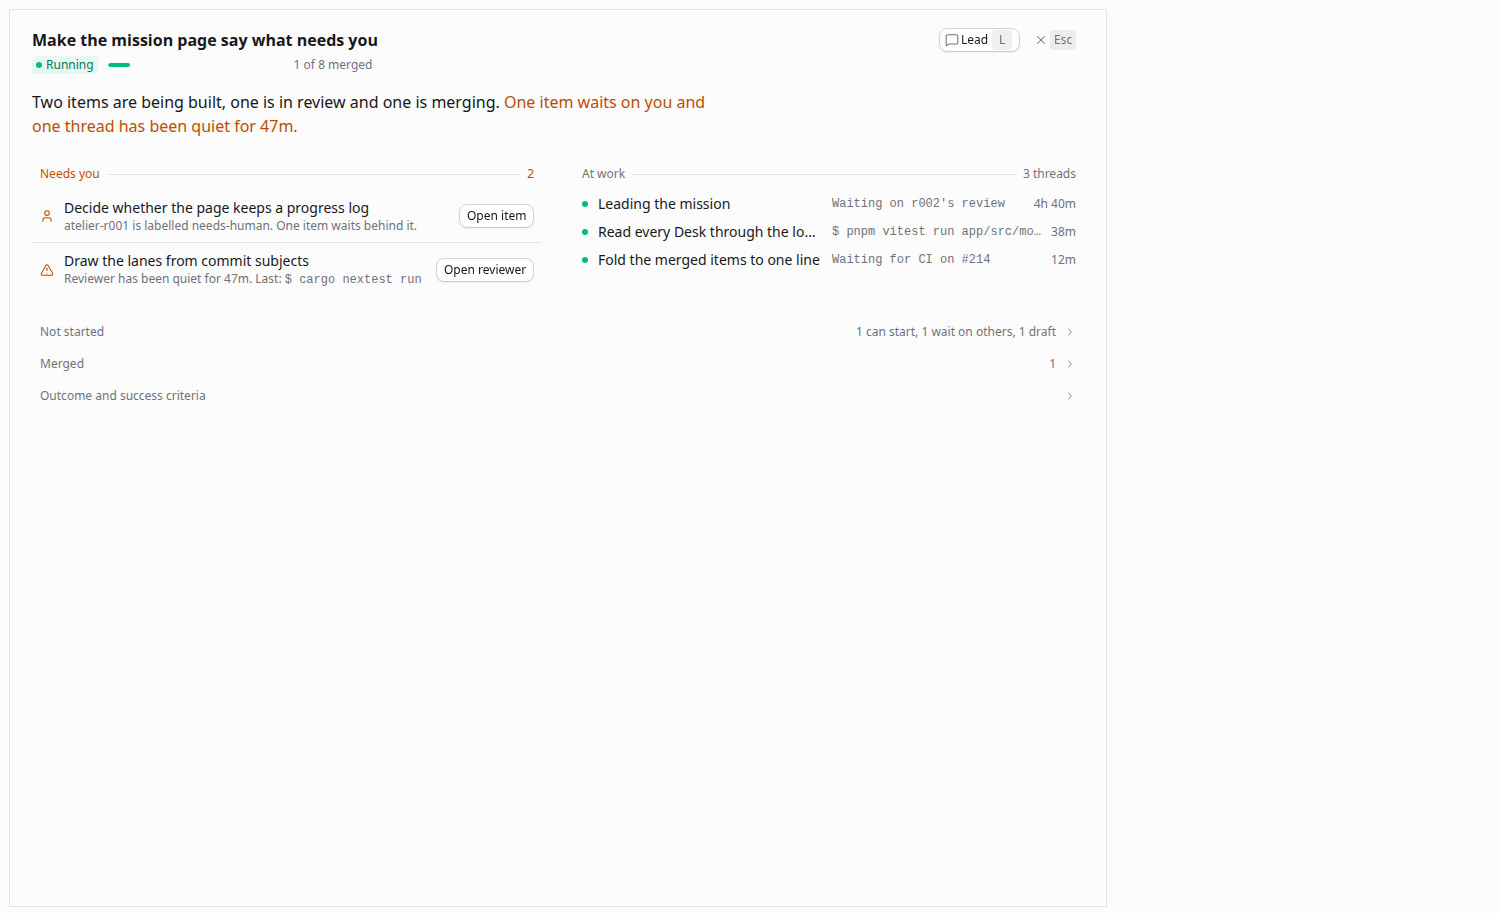 Make the mission page say what needs you
Lead L
Esc
Running
1 of 8 merged
Two items are being built, one is in review and one is merging. One item waits on you and
one thread has been quiet for 47m.
Needs you
2
Decide whether the page keeps a progress log
atelier-r001 is labelled needs-human. One item waits behind it.
Open item
Draw the lanes from commit subjects
Reviewer has been quiet for 47m. Last: $ cargo nextest run
Open reviewer
At work
3 threads
Leading the mission
Waiting on r002's review
4h 40m
Read every Desk through the lo…
$ pnpm vitest run app/src/mo…
38m
Fold the merged items to one line
Waiting for CI on #214
12m
Not started
1 can start, 1 wait on others, 1 draft
Merged
1
Outcome and success criteria